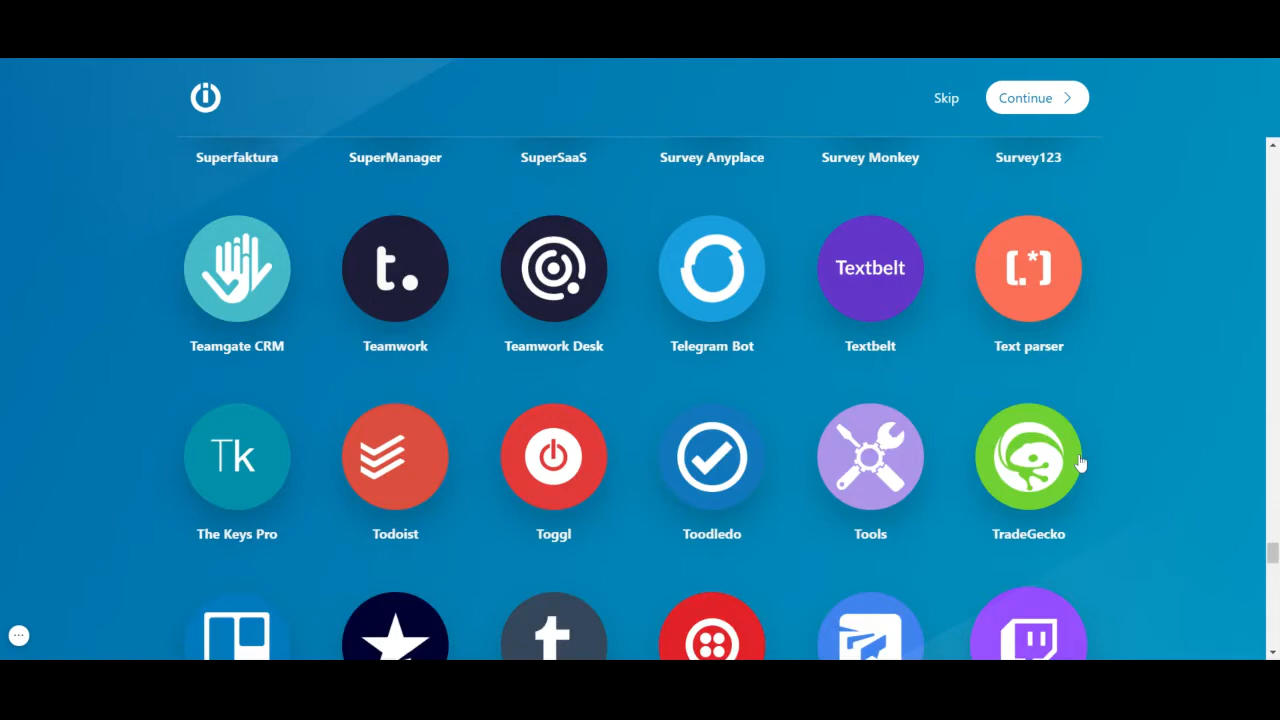 Skip
Continue
Superfaktura SuperManager SuperSaaS Survey Anyplace Survey Monkey Survey123
t. Textbelt [.*]
Teamgate CRM Teamwork Teamwork Desk Telegram Bot Textbelt Text parser
Tk
The Keys Pro Todoist Toggl Toodledo Tools TradeGecko
t